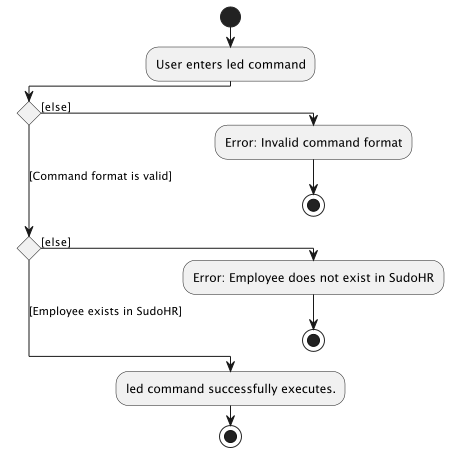 User enters led command
[else]
Error: Invalid command format
[Command format is valid]
[else]
Error: Employee does not exist in SudoHR
[Employee exists in SudoHR]
led command successfully executes.